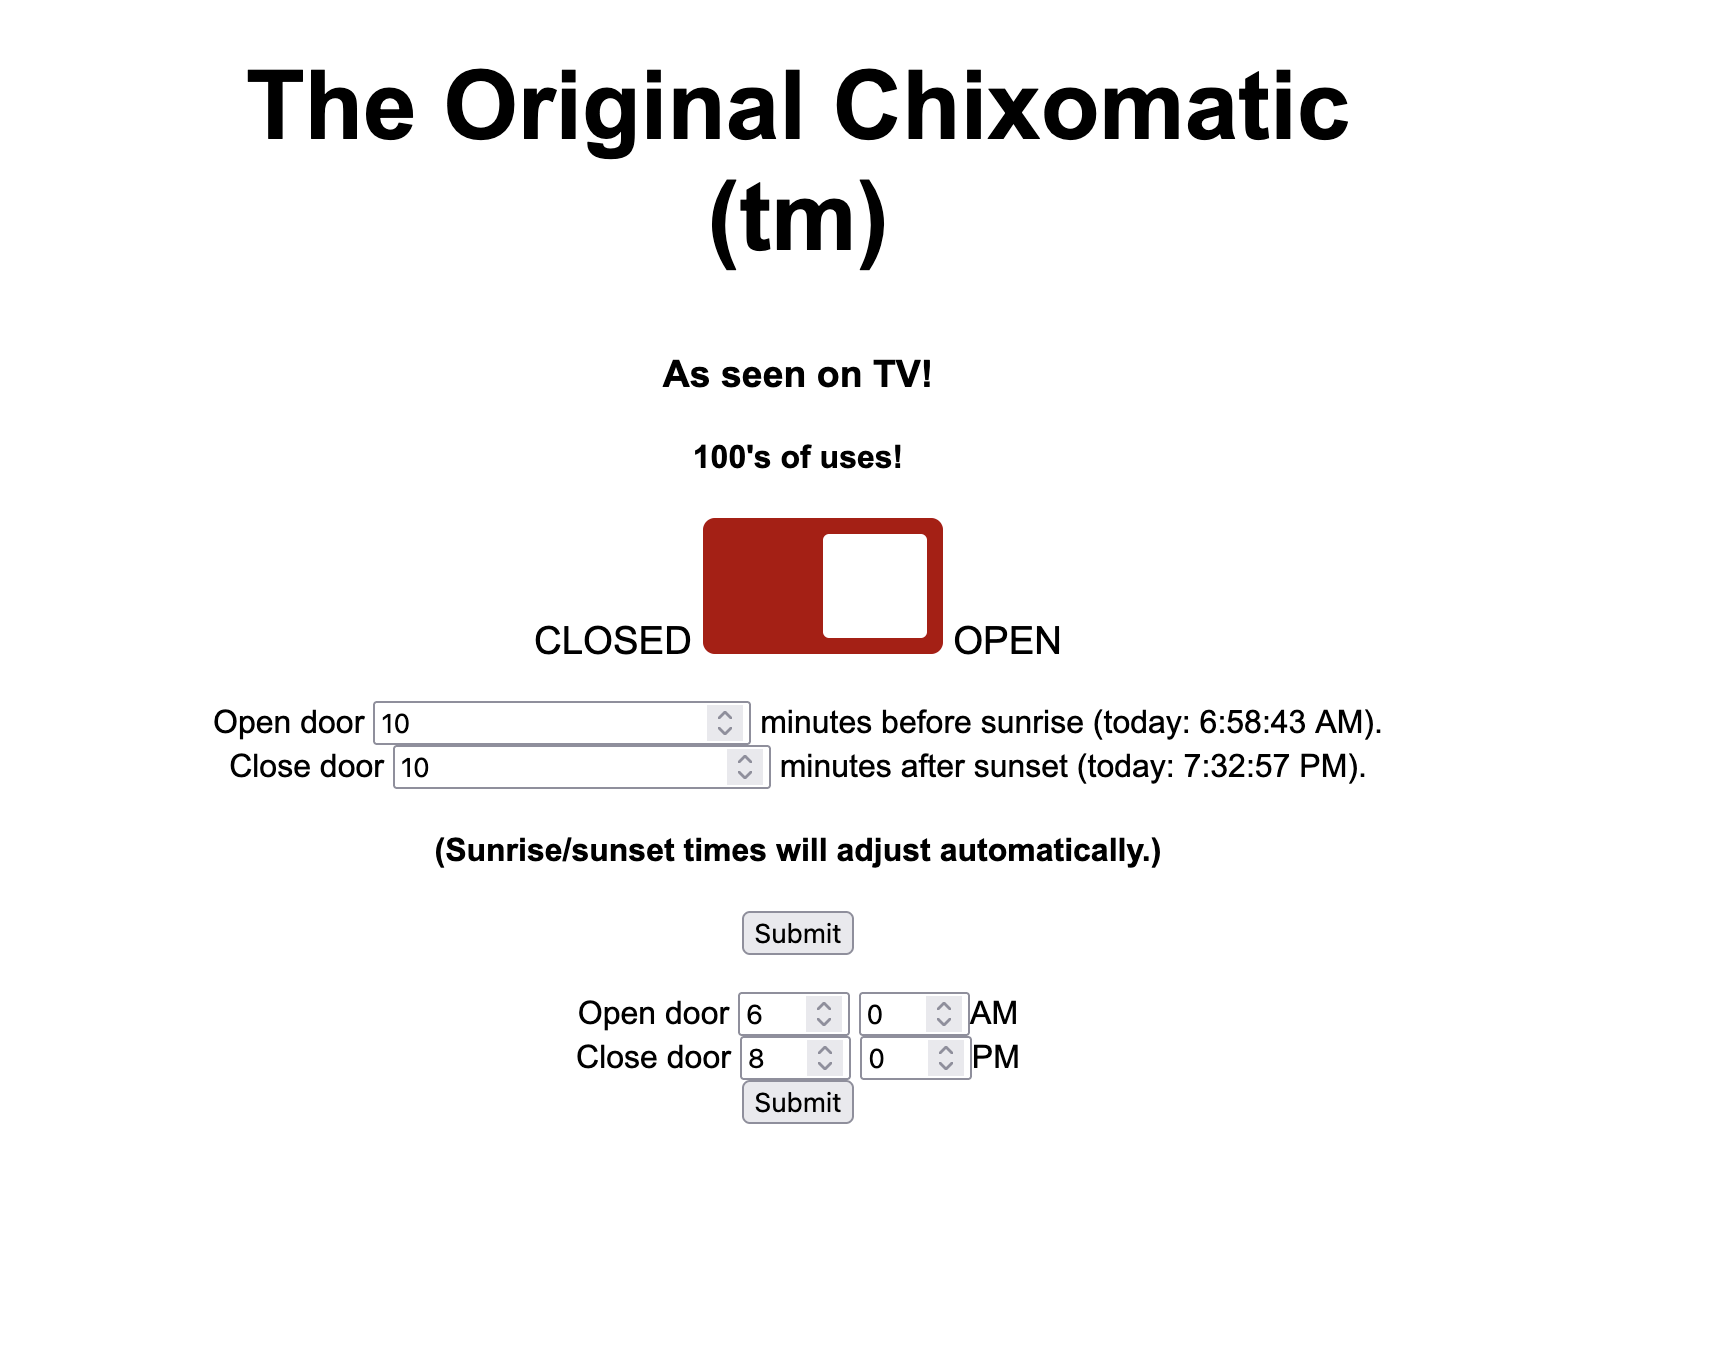 The Original Chixomatic
(tm)
As seen on TV!
100's of uses!
CLOSED OPEN
Open door 10 minutes before sunrise (today: 6:58:43 AM).
Close door 10 minutes after sunset (today: 7:32:57 PM).
(Sunrise/sunset times will adjust automatically.)
Submit
Open door 6 0 AM
Close door 8 0 PM
Submit